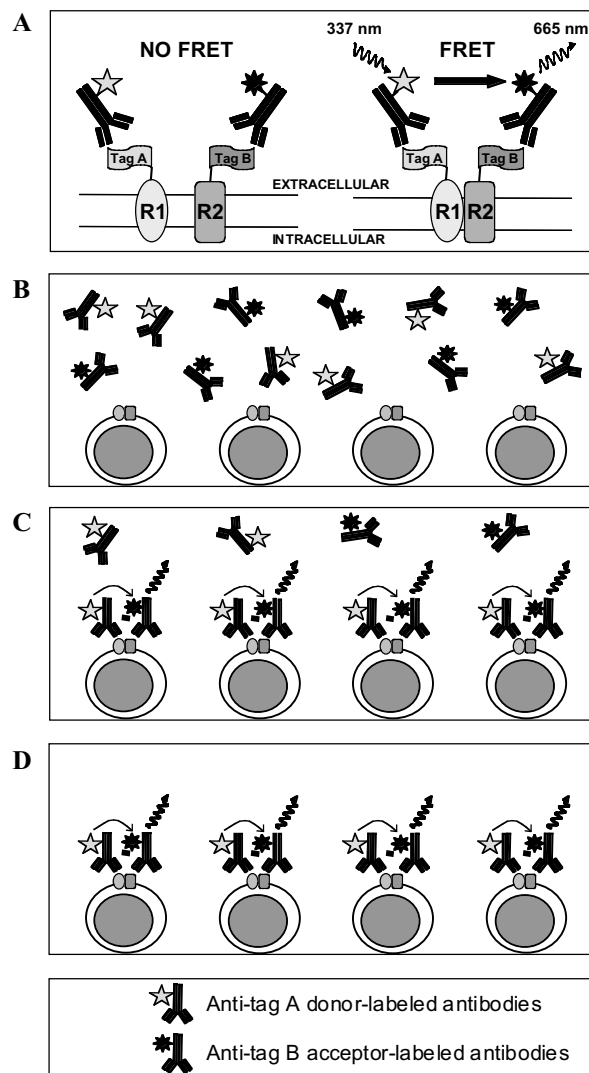 A
337 nm
665 nm
NO FRET
FRET
Tag A
Tag B
Tag A
Tag B
EXTRACELLULAR
R1
R2
R1
R2
INTRACELLULAR
B
C
D
Anti-tag A donor-labeled antibodies
Anti-tag B acceptor-labeled antibodies